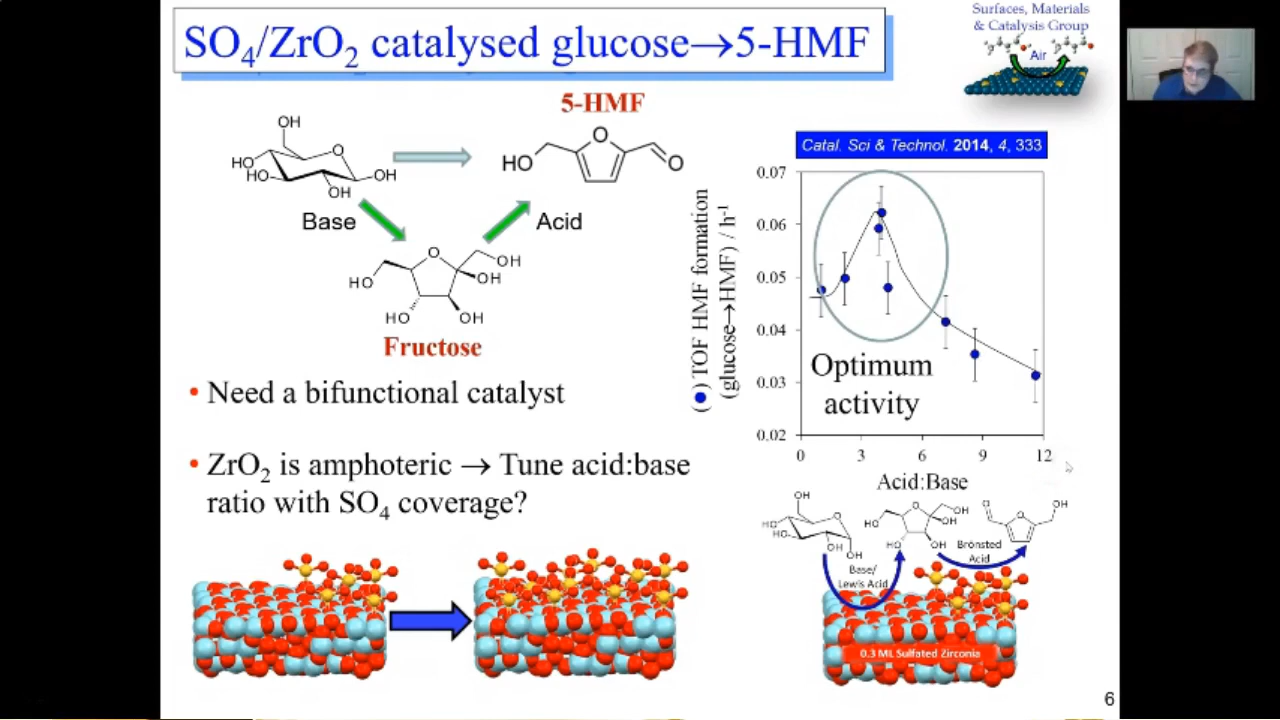 SO₄/ZrO₂ catalysed glucose→5-HMF
Surfaces, Materials
& Catalysis Group
Air
5-HMF
OH
HO
O
HO
OH
OH
HO
O
O
Base
Acid
O
OH
HO
OH
HO
OH
Fructose
• Need a bifunctional catalyst
• ZrO₂ is amphoteric → Tune acid:base
ratio with SO₄ coverage?
Catal. Sci & Technol. 2014, 4, 333
(●) TOF HMF formation
(glucose→HMF) / h⁻¹
0.07
0.06
0.05
0.04
0.03
0.02
0
3
6
9
12
Optimum
activity
Acid:Base
OH
HO
O
HO
OH
OH
O
OH
HO
OH
HO
OH
O
O
OH
Base/
Lewis Acid
Brönsted
Acid
0.3 ML Sulfated Zirconia
6